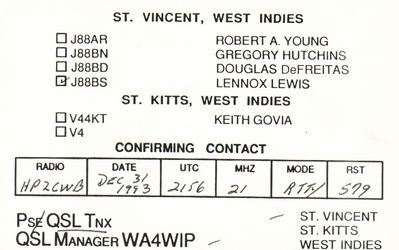 ST. VINCENT, WEST INDIES
J88AR ROBERT A. YOUNG
J88BN GREGORY HUTCHINS
J88BD DOUGLAS DeFREITAS
J88BS LENNOX LEWIS
ST. KITTS, WEST INDIES
V44KT KEITH GOVIA
V4
CONFIRMING CONTACT
RADIO DATE UTC MHZ MODE RST
HP2CWB DEC 31 1993 2156 21 RTTY 579
PSE/QSL TNX ST. VINCENT
ST. KITTS
QSL MANAGER WA4WIP WEST INDIES